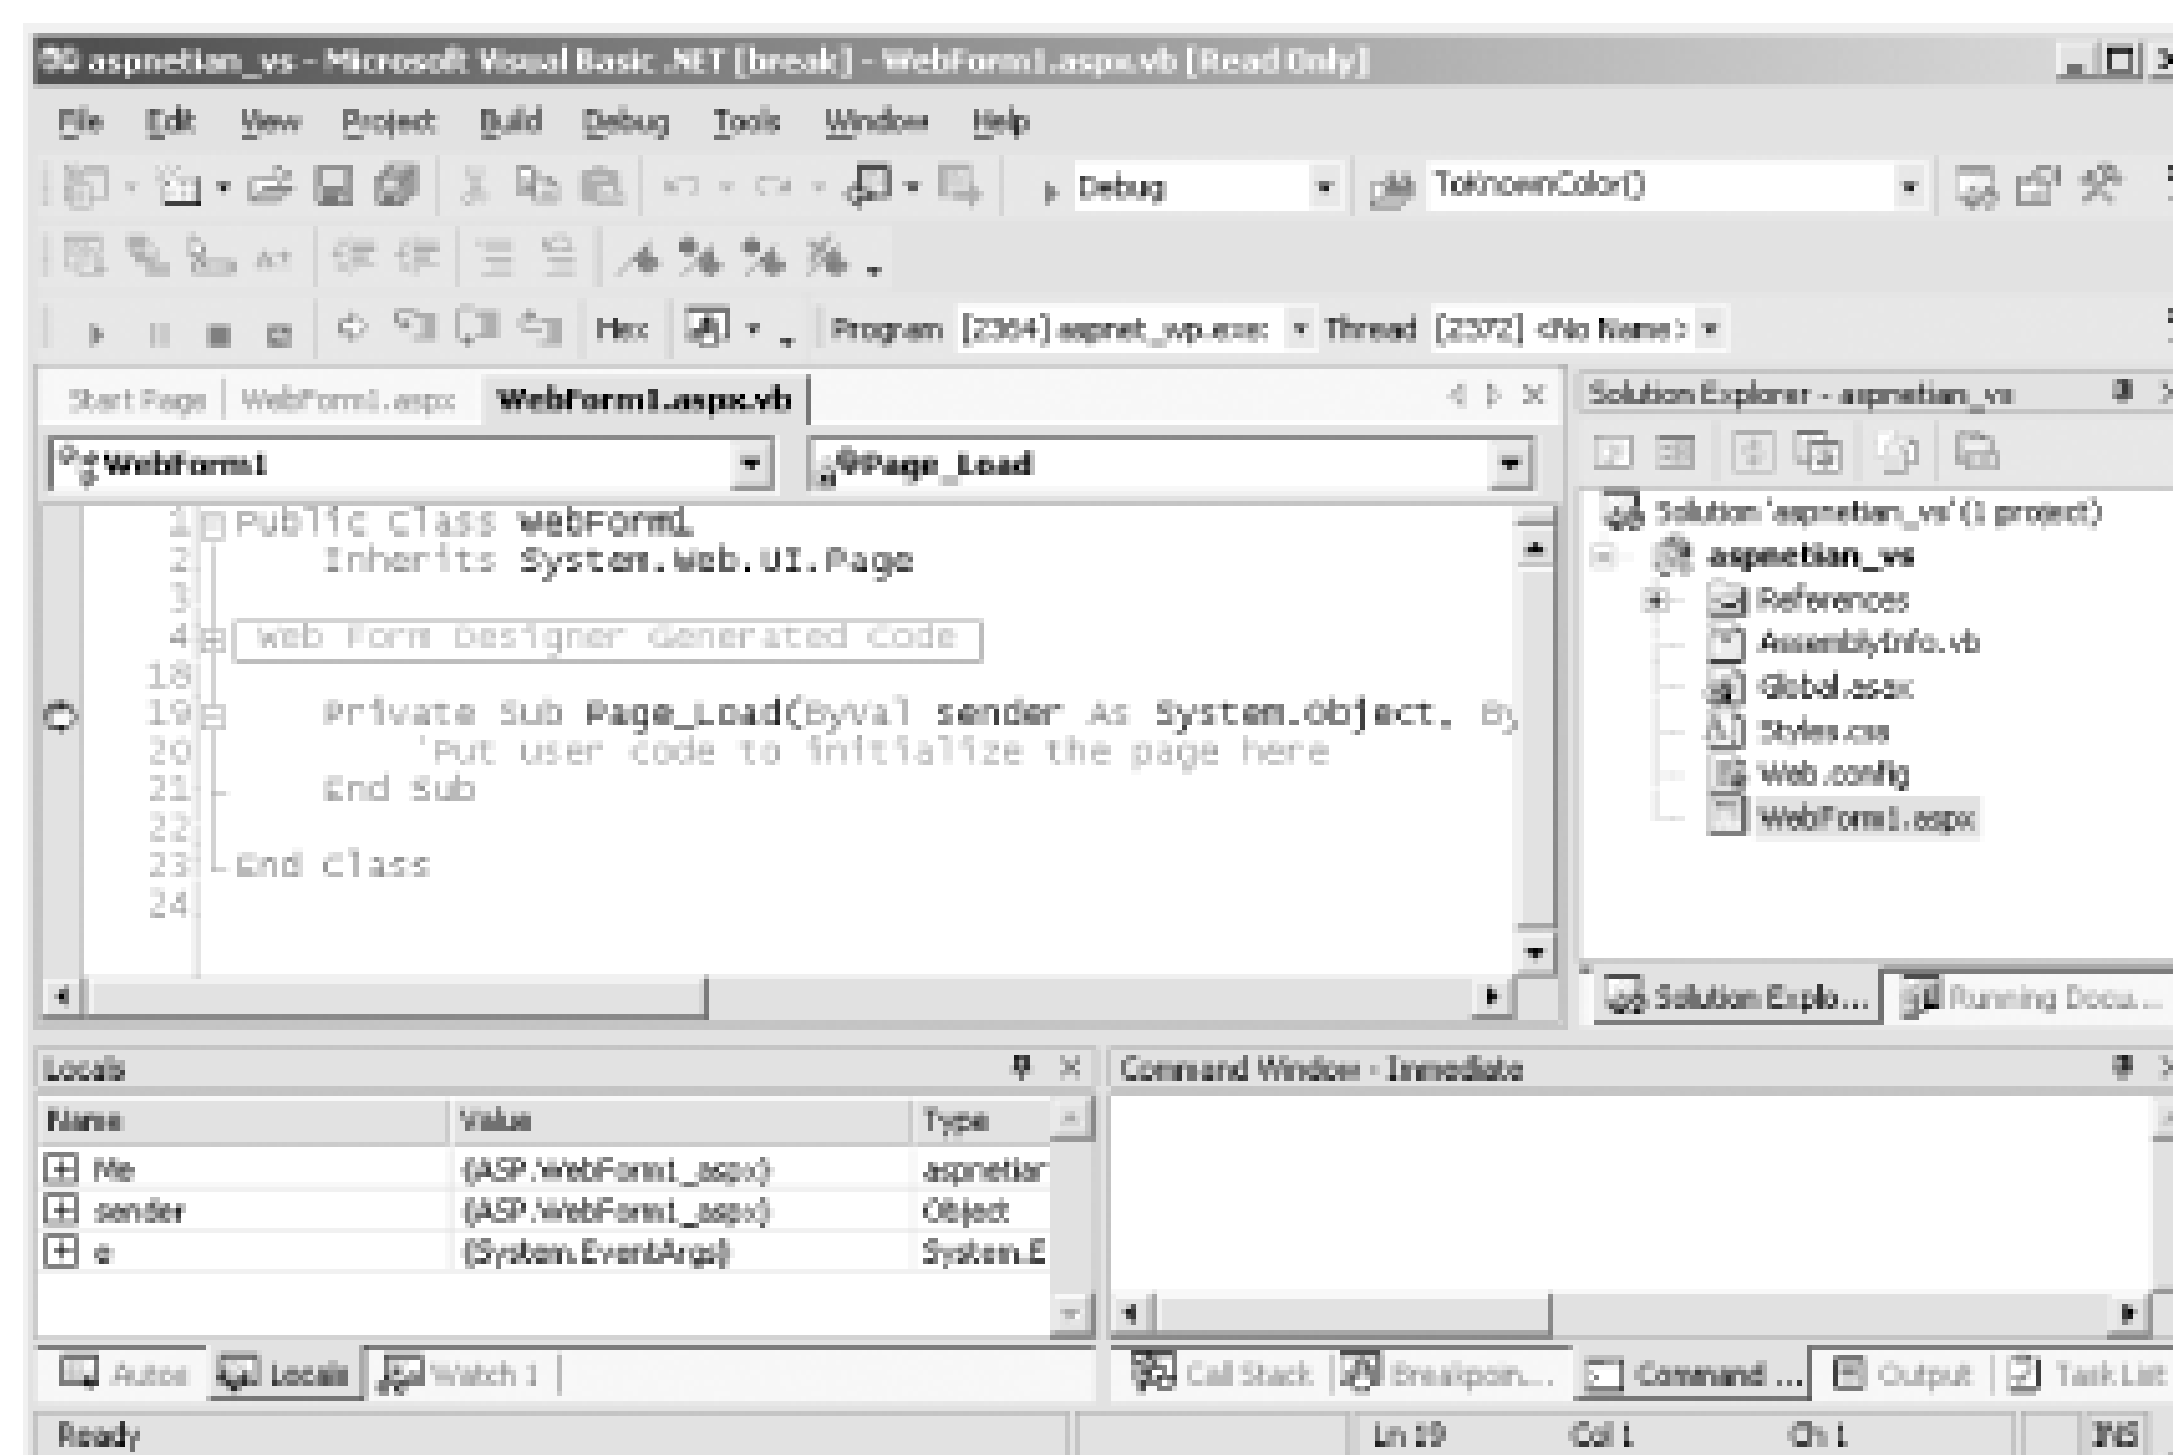 aspnetian_vs - Microsoft Visual Basic .NET [break] - WebForm1.aspx.vb [Read Only]
File Edit View Project Build Debug Tools Window Help
Debug ToKnownColor()
Hex Program [2364] aspnet_wp.exe: Thread [2372] <No Name>
Start Page WebForm1.aspx WebForm1.aspx.vb
WebForm1 Page_Load
1 Public Class WebForm1
2 Inherits System.Web.UI.Page
3
4 Web Form Designer Generated Code
18
19 Private Sub Page_Load(ByVal sender As System.Object, By
20 'Put user code to initialize the page here
21 End Sub
22
23 End Class
24
Solution Explorer - aspnetian_vs
Solution 'aspnetian_vs' (1 project)
aspnetian_vs
References
AssemblyInfo.vb
Global.asax
Styles.css
Web.config
WebForm1.aspx
Solution Explo... Running Docu...
Locals
Name Value Type
Me {ASP.WebForm1_aspx} aspnetian
sender {ASP.WebForm1_aspx} Object
e {System.EventArgs} System.E
Autos Locals Watch 1
Command Window - Immediate
Call Stack Breakpoin... Command ... Output Task List
Ready Ln 19 Col 1 Ch 1 INS